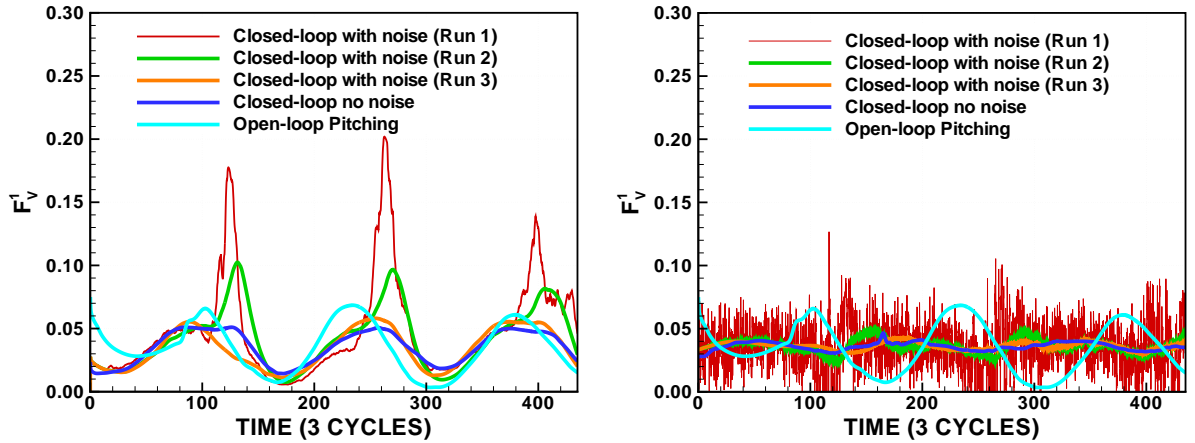 0.30
0.25
0.20
0.15
0.10
0.05
0.00
F_V^1
Closed-loop with noise (Run 1)
Closed-loop with noise (Run 2)
Closed-loop with noise (Run 3)
Closed-loop no noise
Open-loop Pitching
0 100 200 300 400
TIME (3 CYCLES)
0.30
0.25
0.20
0.15
0.10
0.05
0.00
F_V^1
Closed-loop with noise (Run 1)
Closed-loop with noise (Run 2)
Closed-loop with noise (Run 3)
Closed-loop no noise
Open-loop Pitching
0 100 200 300 400
TIME (3 CYCLES)